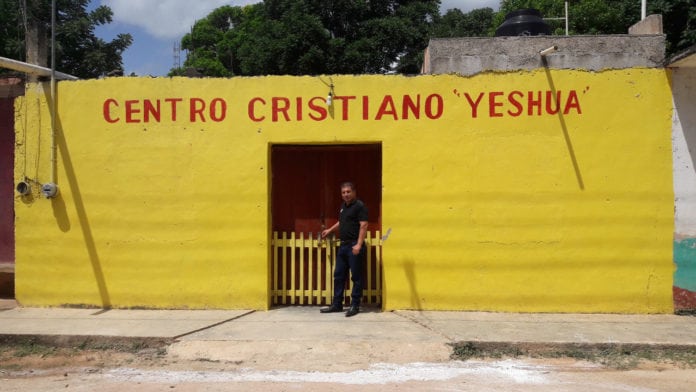 CENTRO CRISTIANO "YESHUA"